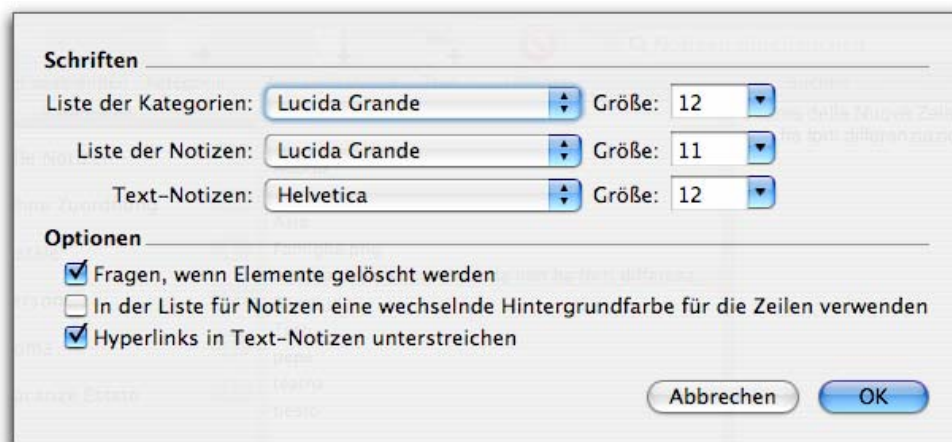 Schriften
Liste der Kategorien: Lucida Grande Größe: 12
Liste der Notizen: Lucida Grande Größe: 11
Text-Notizen: Helvetica Größe: 12
Optionen
Fragen, wenn Elemente gelöscht werden
In der Liste für Notizen eine wechselnde Hintergrundfarbe für die Zeilen verwenden
Hyperlinks in Text-Notizen unterstreichen
Abbrechen OK